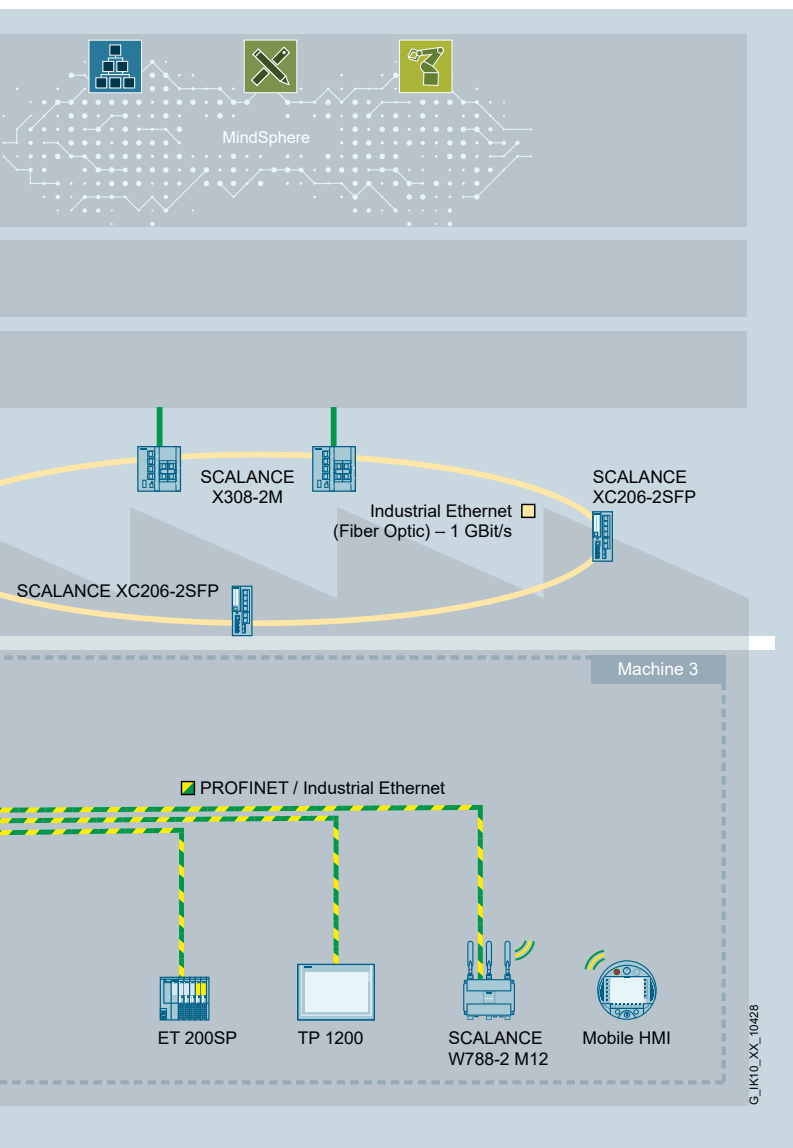 MindSphere
SCALANCE
X308-2M
SCALANCE
XC206-2SFP
Industrial Ethernet
(Fiber Optic) – 1 GBit/s
SCALANCE XC206-2SFP
Machine 3
PROFINET / Industrial Ethernet
ET 200SP
TP 1200
SCALANCE
W788-2 M12
Mobile HMI
G_IK10_XX_10428